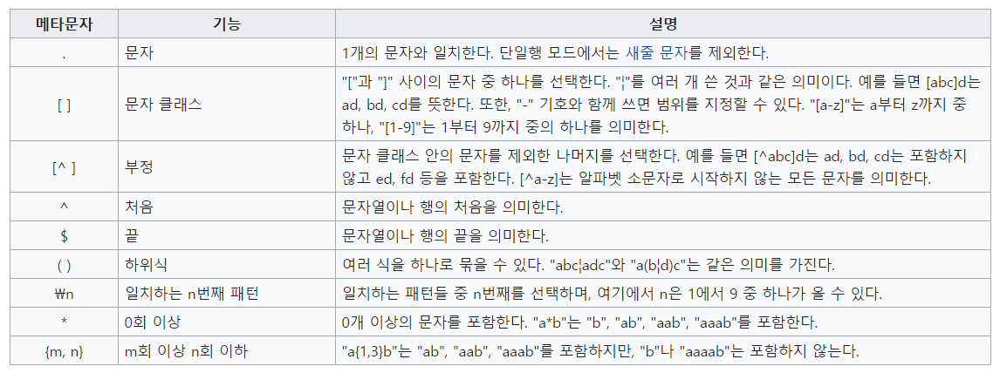 메타문자 기능 설명
. 문자 1개의 문자와 일치한다. 단일행 모드에서는 새줄 문자를 제외한다.
[ ] 문자 클래스 "["과 "]" 사이의 문자 중 하나를 선택한다. "¦"를 여러 개 쓴 것과 같은 의미이다. 예를 들면 [abc]d는
ad, bd, cd를 뜻한다. 또한, "-" 기호와 함께 쓰면 범위를 지정할 수 있다. "[a-z]"는 a부터 z까지 중
하나, "[1-9]"는 1부터 9까지 중의 하나를 의미한다.
[^ ] 부정 문자 클래스 안의 문자를 제외한 나머지를 선택한다. 예를 들면 [^abc]d는 ad, bd, cd는 포함하지
않고 ed, fd 등을 포함한다. [^a-z]는 알파벳 소문자로 시작하지 않는 모든 문자를 의미한다.
^ 처음 문자열이나 행의 처음을 의미한다.
$ 끝 문자열이나 행의 끝을 의미한다.
( ) 하위식 여러 식을 하나로 묶을 수 있다. "abc¦adc"와 "a(b¦d)c"는 같은 의미를 가진다.
₩n 일치하는 n번째 패턴 일치하는 패턴들 중 n번째를 선택하며, 여기에서 n은 1에서 9 중 하나가 올 수 있다.
* 0회 이상 0개 이상의 문자를 포함한다. "a*b"는 "b", "ab", "aab", "aaab"를 포함한다.
{m, n} m회 이상 n회 이하 "a{1,3}b"는 "ab", "aab", "aaab"를 포함하지만, "b"나 "aaaab"는 포함하지 않는다.